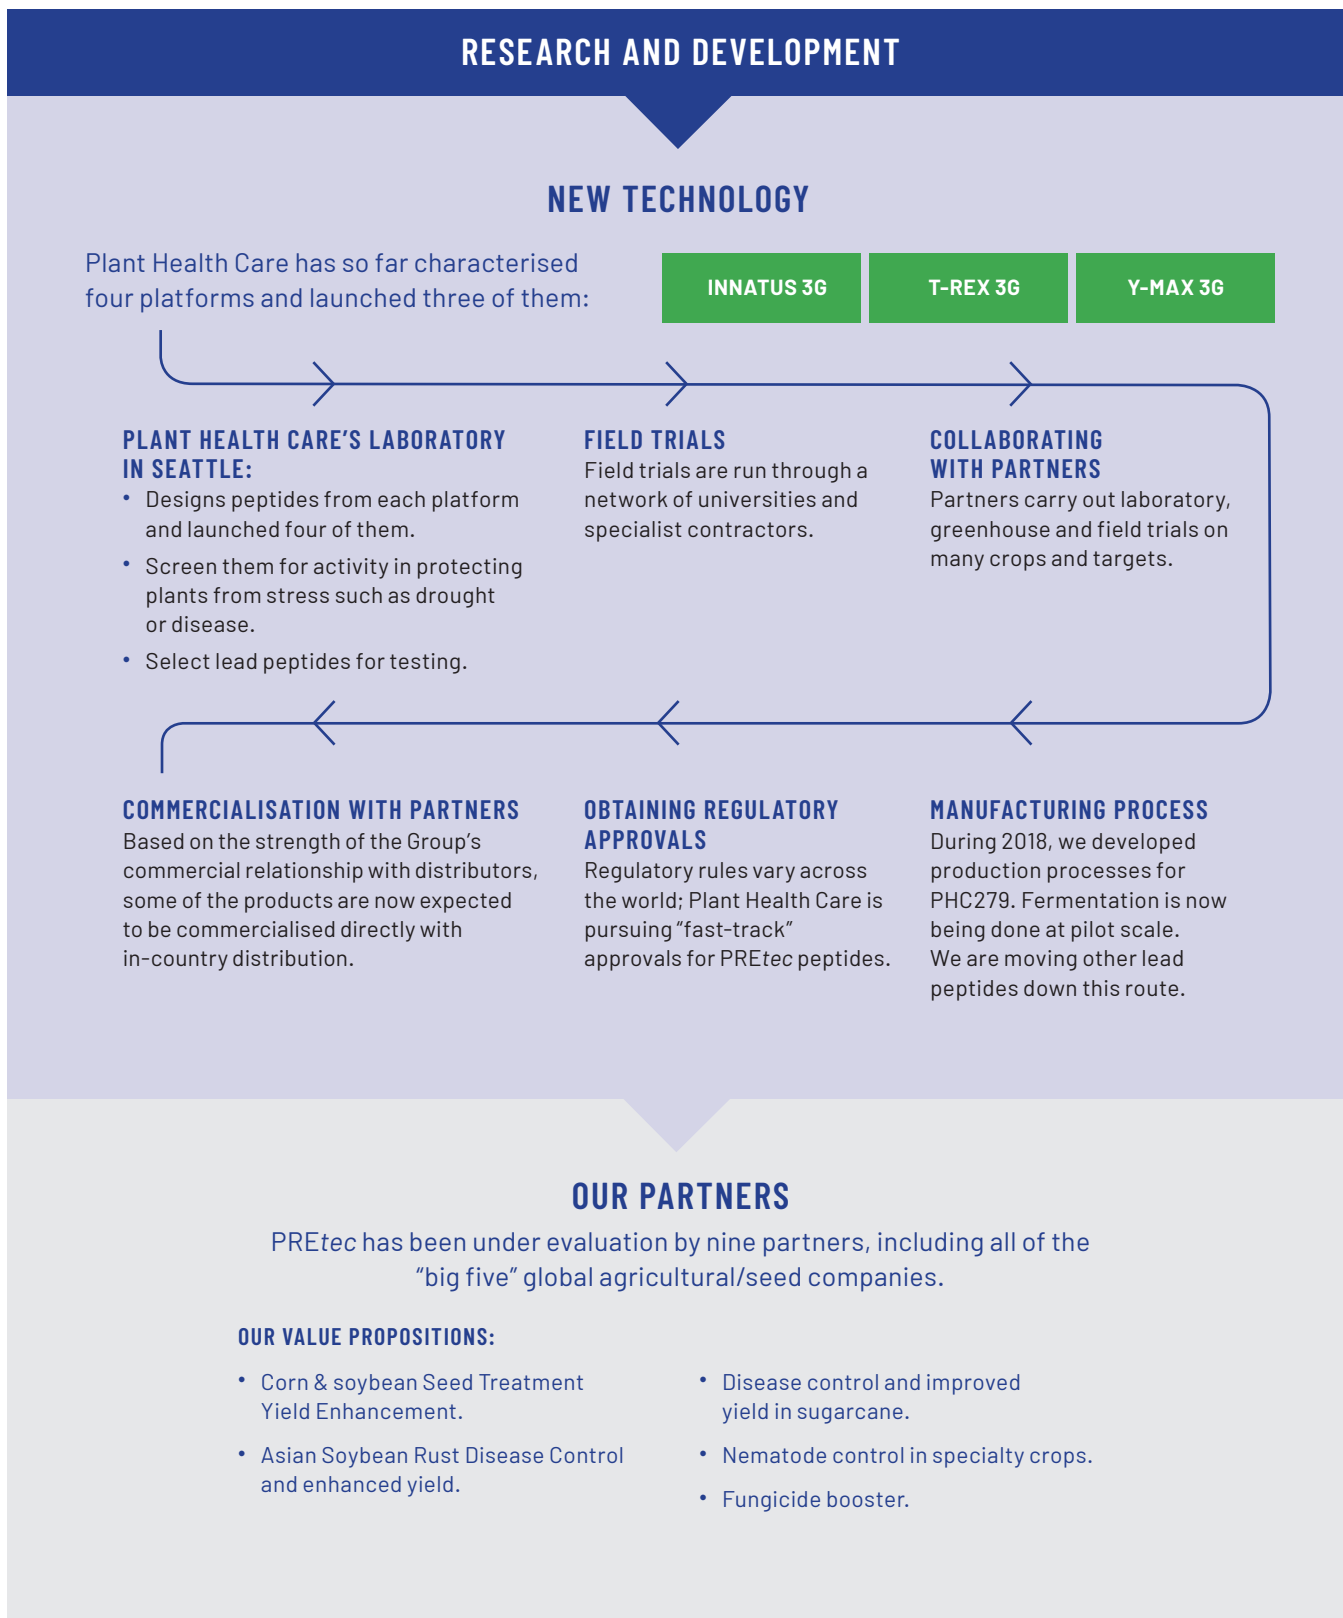 RESEARCH AND DEVELOPMENT
NEW TECHNOLOGY
Plant Health Care has so far characterised
four platforms and launched three of them:
INNATUS 3G
T-REX 3G
Y-MAX 3G
PLANT HEALTH CARE'S LABORATORY
IN SEATTLE:
• Designs peptides from each platform
and launched four of them.
• Screen them for activity in protecting
plants from stress such as drought
or disease.
• Select lead peptides for testing.
FIELD TRIALS
Field trials are run through a
network of universities and
specialist contractors.
COLLABORATING
WITH PARTNERS
Partners carry out laboratory,
greenhouse and field trials on
many crops and targets.
COMMERCIALISATION WITH PARTNERS
Based on the strength of the Group's
commercial relationship with distributors,
some of the products are now expected
to be commercialised directly with
in-country distribution.
OBTAINING REGULATORY
APPROVALS
Regulatory rules vary across
the world; Plant Health Care is
pursuing “fast-track”
approvals for PREtec peptides.
MANUFACTURING PROCESS
During 2018, we developed
production processes for
PHC279. Fermentation is now
being done at pilot scale.
We are moving other lead
peptides down this route.
OUR PARTNERS
PREtec has been under evaluation by nine partners, including all of the
“big five” global agricultural/seed companies.
OUR VALUE PROPOSITIONS:
• Corn & soybean Seed Treatment
Yield Enhancement.
• Asian Soybean Rust Disease Control
and enhanced yield.
• Disease control and improved
yield in sugarcane.
• Nematode control in specialty crops.
• Fungicide booster.